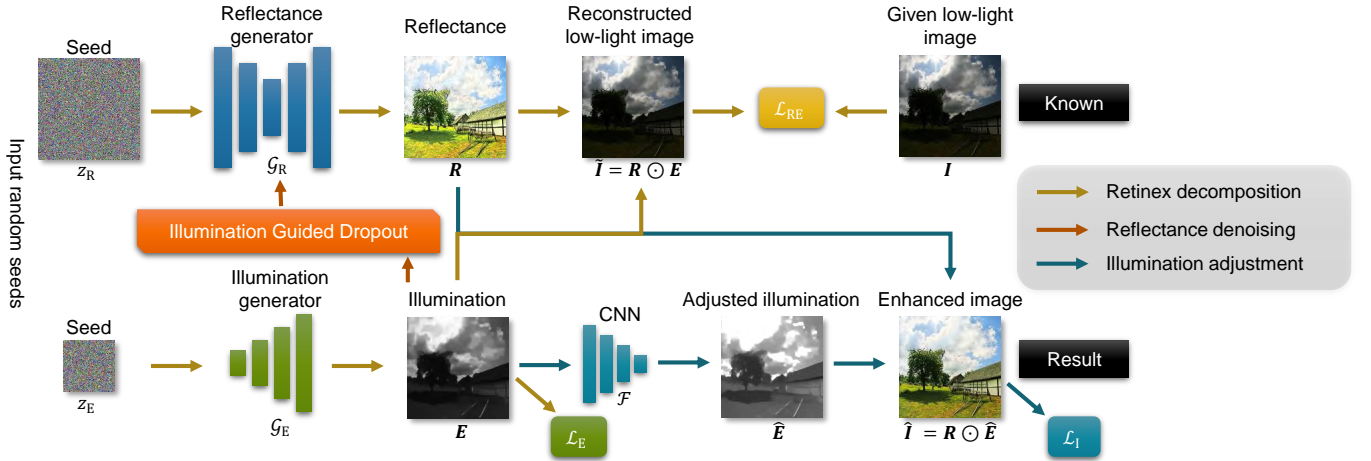 Input random seeds
Seed
z_R
Reflectance
generator
𝒢_R
Reflectance
R
Reconstructed
low-light image
Ĩ = R ⊙ E
ℒ_RE
Given low-light
image
I
Known
Illumination Guided Dropout
Retinex decomposition
Reflectance denoising
Illumination adjustment
Seed
z_E
Illumination
generator
𝒢_E
Illumination
E
ℒ_E
CNN
ℱ
Adjusted illumination
Ê
Enhanced image
Î = R ⊙ Ê
Result
ℒ_I